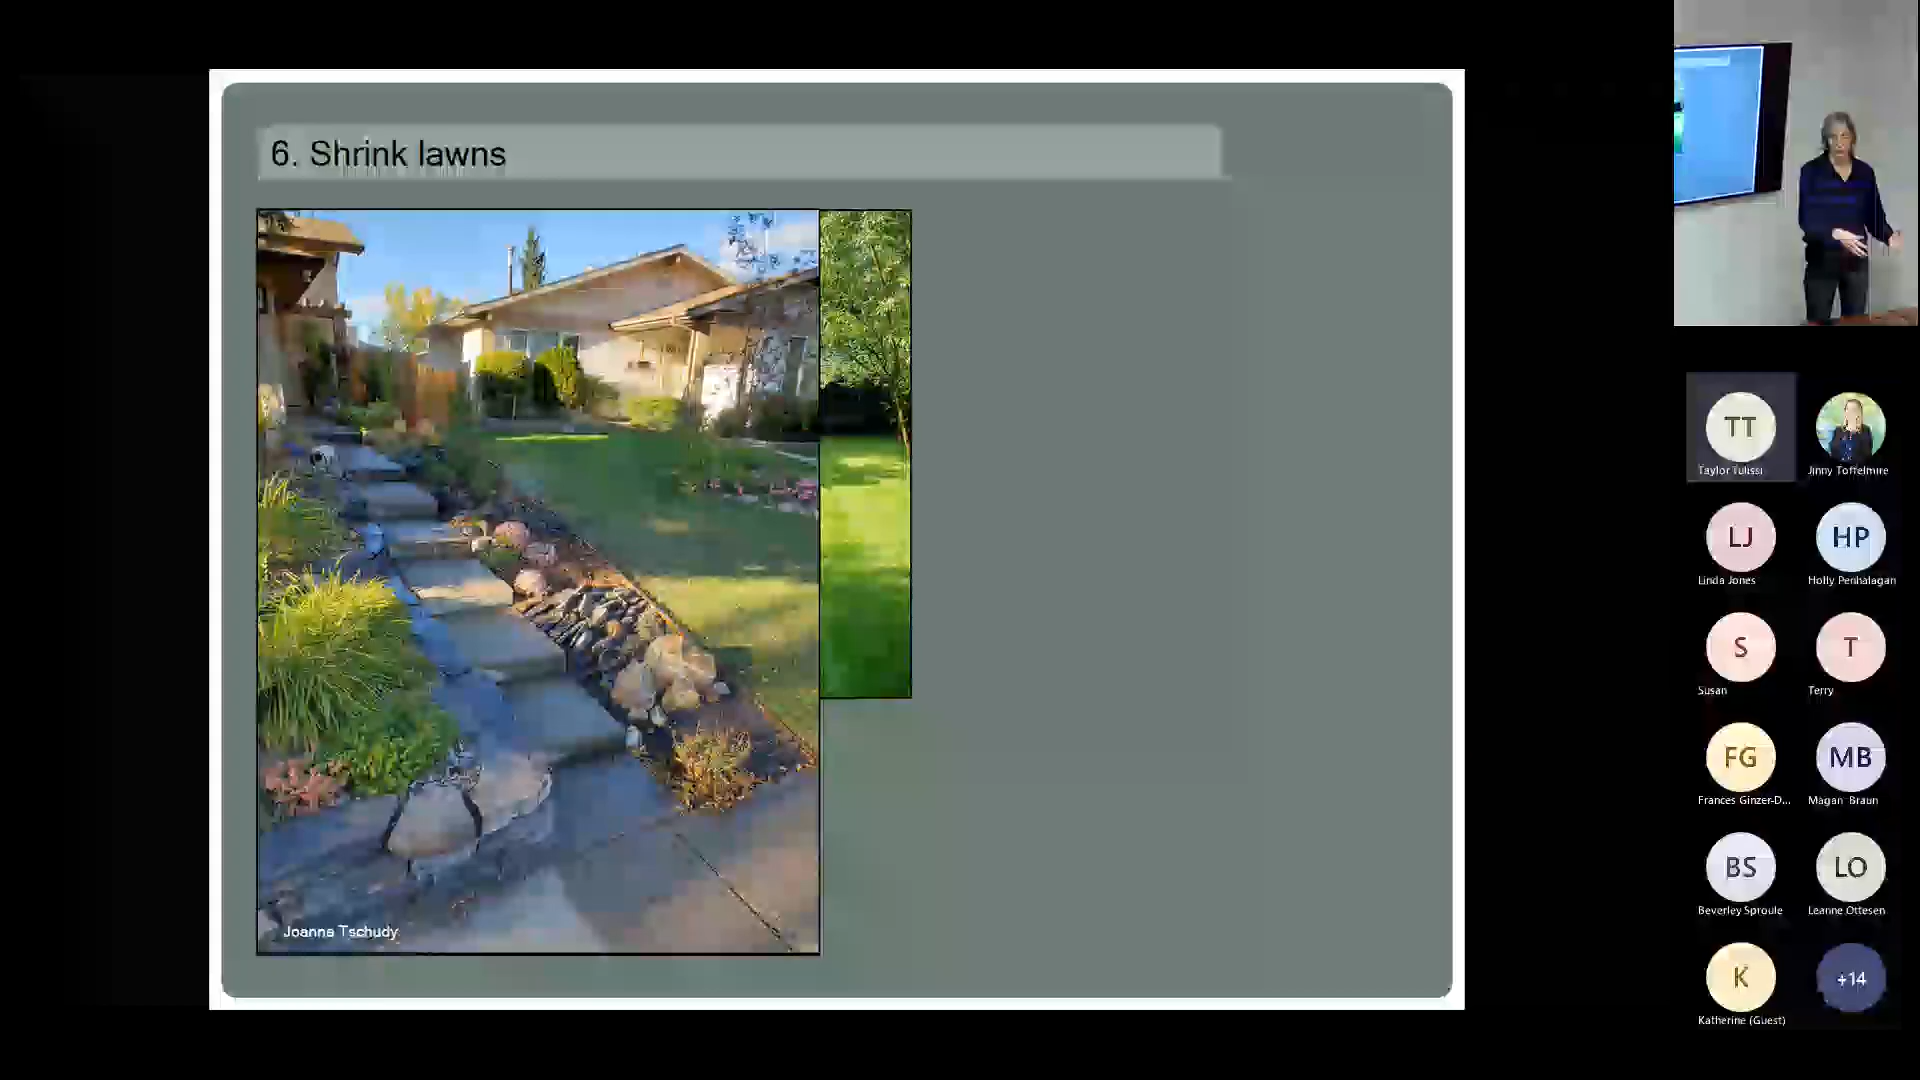 6. Shrink lawns
Joanna Tschudy
TT
Taylor Tulissi
Jinny Toffelmire
LJ
Linda Jones
HP
Holly Penhalagan
S
Susan
T
Terry
FG
Frances Ginzer-D...
MB
Magan Braun
BS
Beverley Sproule
LO
Leanne Ottesen
K
Katherine (Guest)
+14